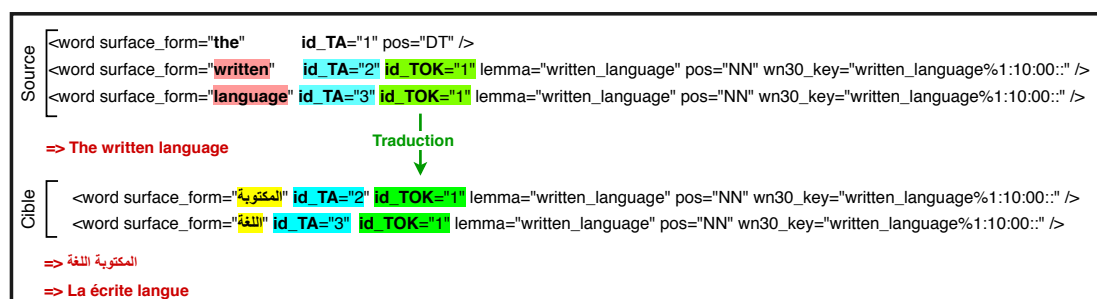 Source
<word surface_form="the" id_TA="1" pos="DT" />
<word surface_form="written" id_TA="2" id_TOK="1" lemma="written_language" pos="NN" wn30_key="written_language%1:10:00::" />
<word surface_form="language" id_TA="3" id_TOK="1" lemma="written_language" pos="NN" wn30_key="written_language%1:10:00::" />
=> The written language
Traduction
Cible
<word surface_form="المكتوبة" id_TA="2" id_TOK="1" lemma="written_language" pos="NN" wn30_key="written_language%1:10:00::" />
<word surface_form="اللغة" id_TA="3" id_TOK="1" lemma="written_language" pos="NN" wn30_key="written_language%1:10:00::" />
=> المكتوبة اللغة
=> La écrite langue